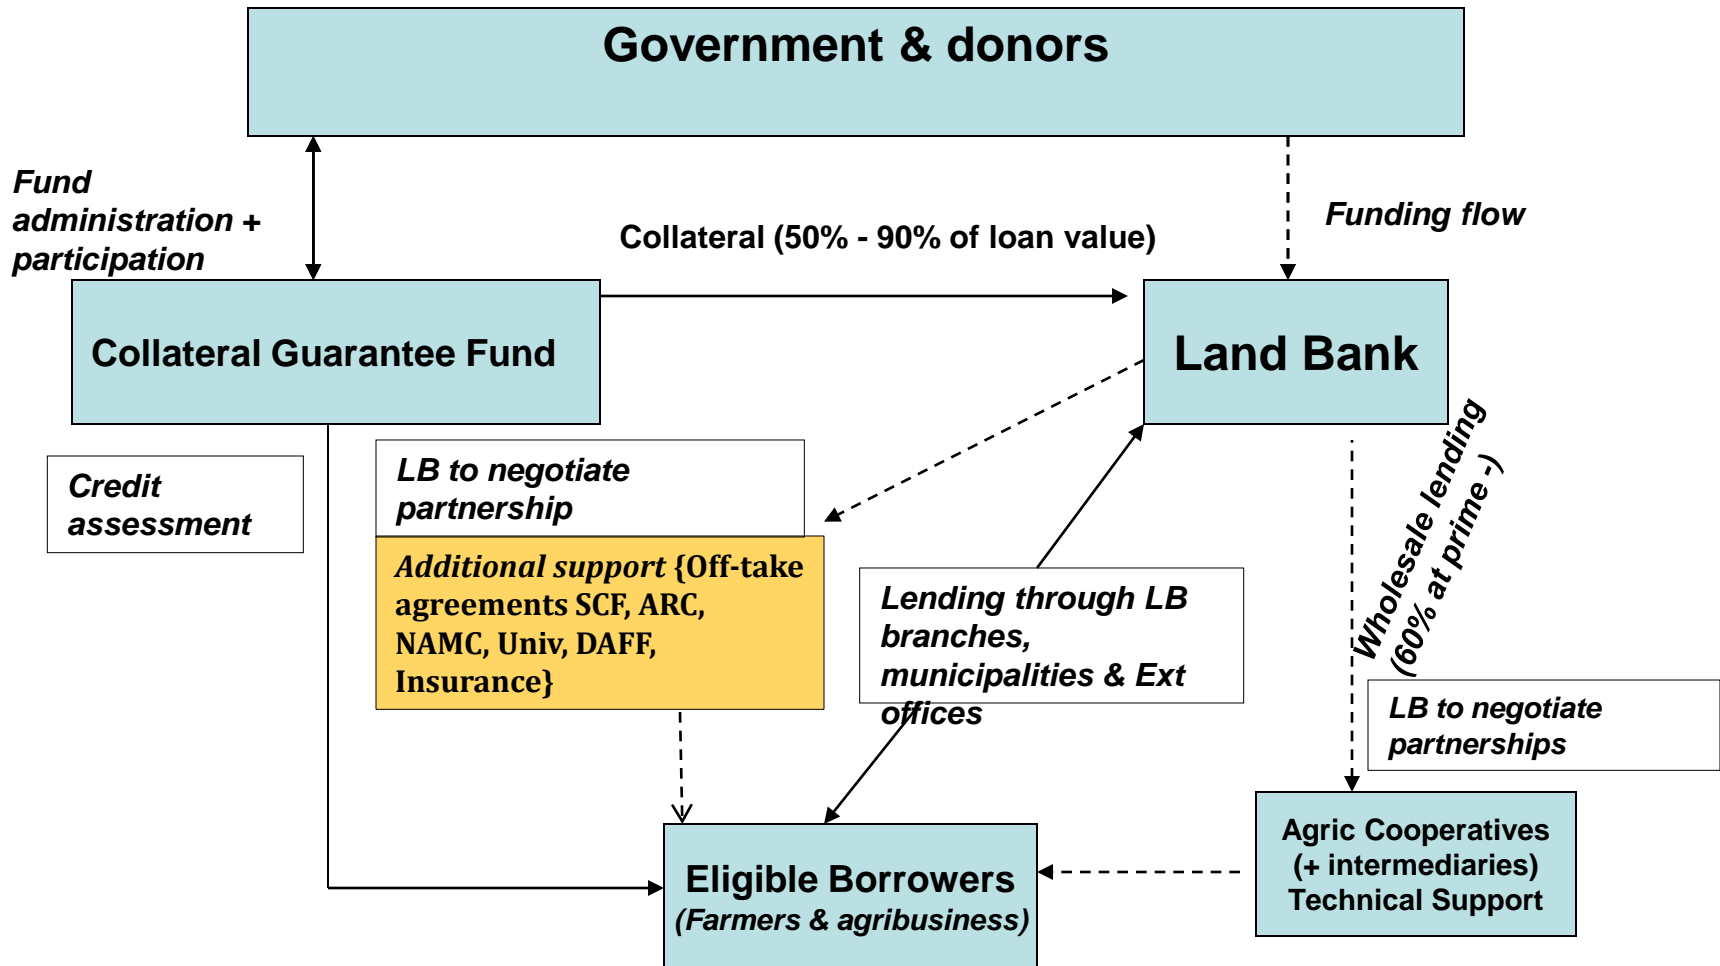 Government & donors
Fund
administration +
participation
Funding flow
Collateral (50% - 90% of loan value)
Collateral Guarantee Fund
Land Bank
Credit
assessment
LB to negotiate
partnership
Additional support {Off-take
agreements SCF, ARC,
NAMC, Univ, DAFF,
Insurance}
Lending through LB
branches,
municipalities & Ext
offices
Wholesale lending
(60% at prime -)
LB to negotiate
partnerships
Eligible Borrowers
(Farmers & agribusiness)
Agric Cooperatives
(+ intermediaries)
Technical Support